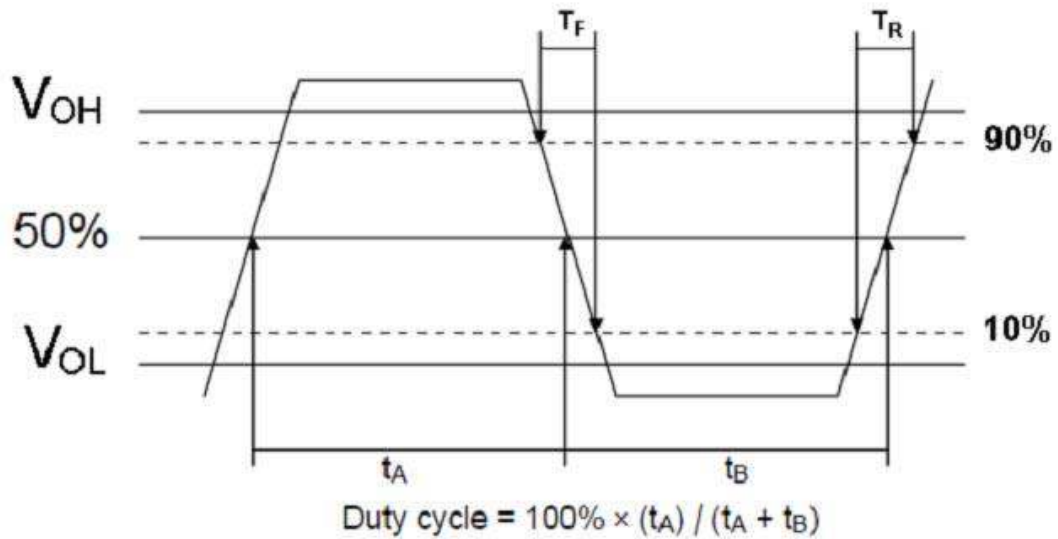 T_F T_R
V_OH
90%
50%
10%
V_OL
t_A t_B
Duty cycle = 100% × (t_A) / (t_A + t_B)